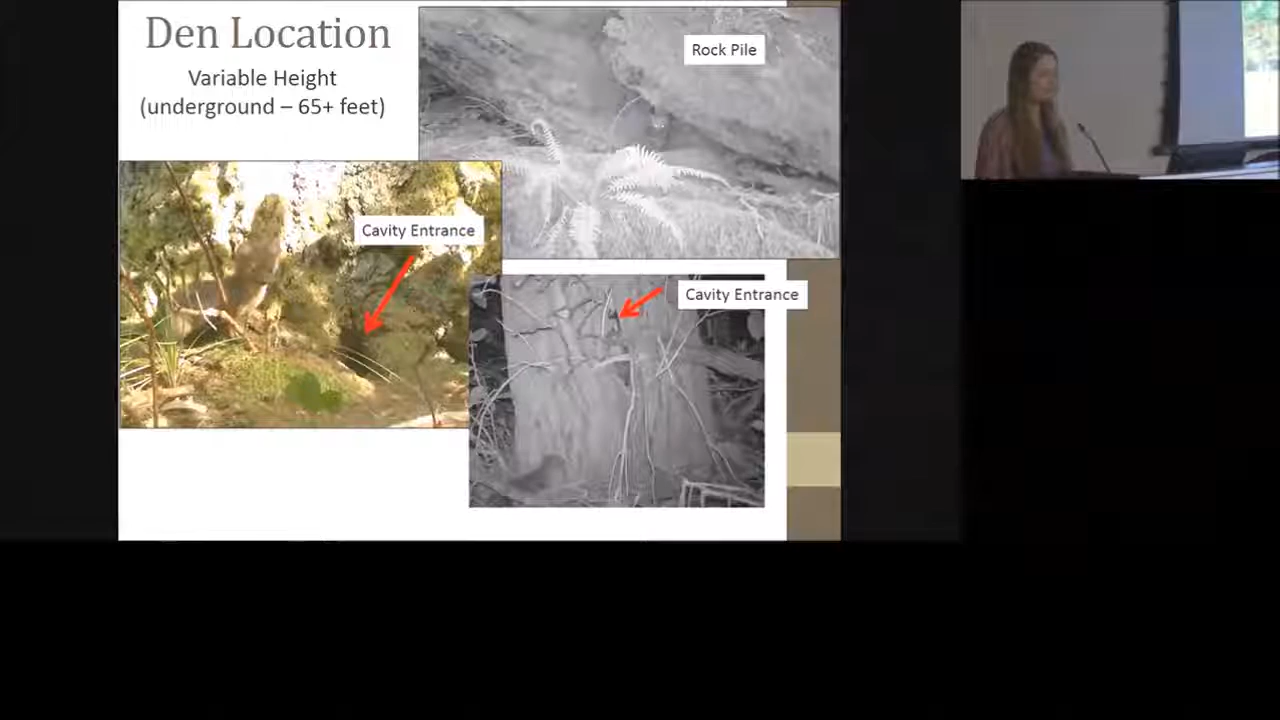 Den Location
Variable Height
(underground – 65+ feet)
Rock Pile
Cavity Entrance
Cavity Entrance